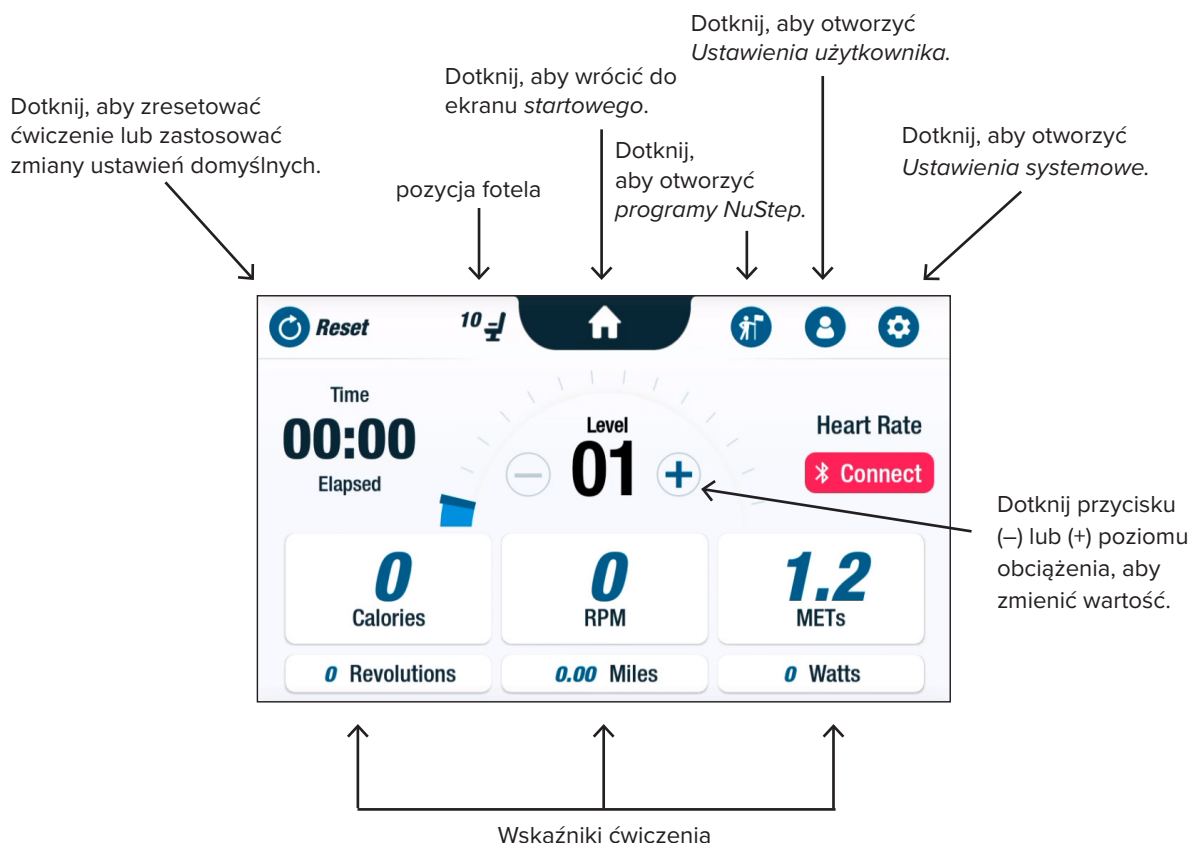 Dotknij, aby otworzyć
Ustawienia użytkownika.
Dotknij, aby wrócić do
ekranu startowego.
Dotknij, aby zresetować
ćwiczenie lub zastosować
zmiany ustawień domyślnych.
Dotknij, aby otworzyć
Ustawienia systemowe.
Dotknij,
aby otworzyć
programy NuStep.
pozycja fotela
Reset
10
Time
00:00
Elapsed
Level
01
Heart Rate
Connect
Dotknij przycisku
(–) lub (+) poziomu
obciążenia, aby
zmienić wartość.
0
Calories
0
RPM
1.2
METs
0 Revolutions
0.00 Miles
0 Watts
Wskaźniki ćwiczenia